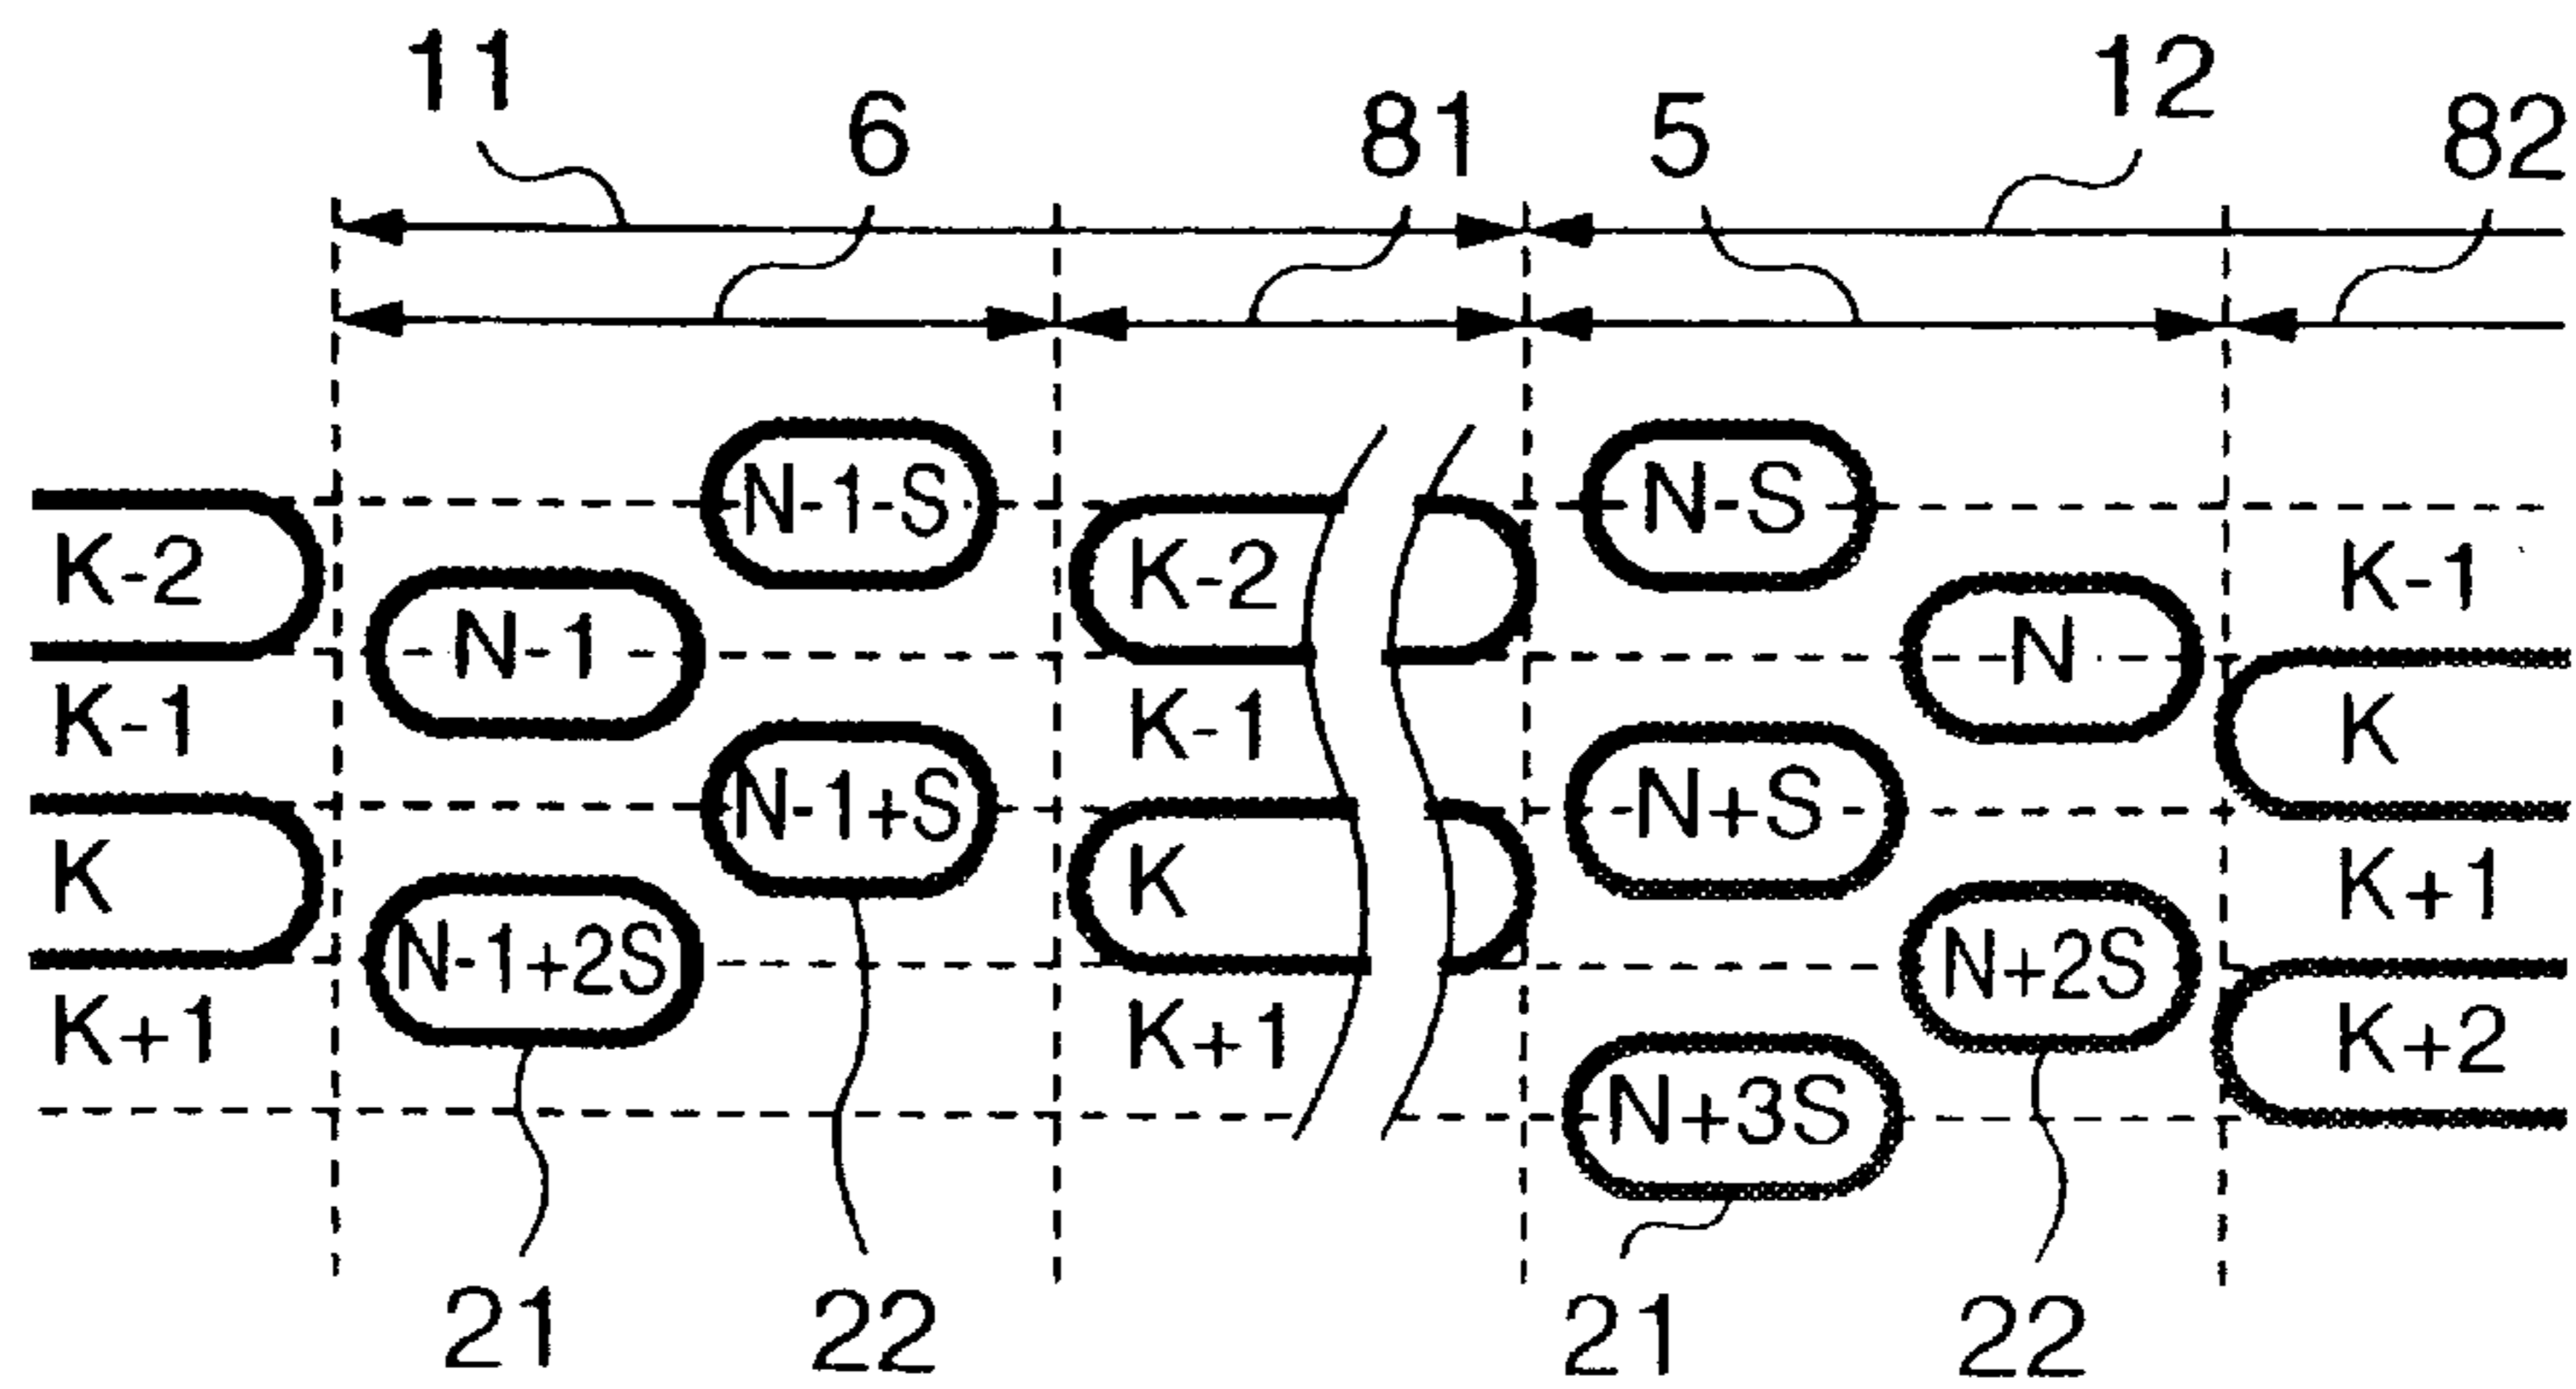 11 12
6 81 5 82
N-1-S N-S
K-2 K-2 K-1
N-1 N
K-1 K-1 K
N-1+S N+S
K K K+1
N-1+2S N+2S
K+1 K+1 K+2
N+3S
21 22 21 22